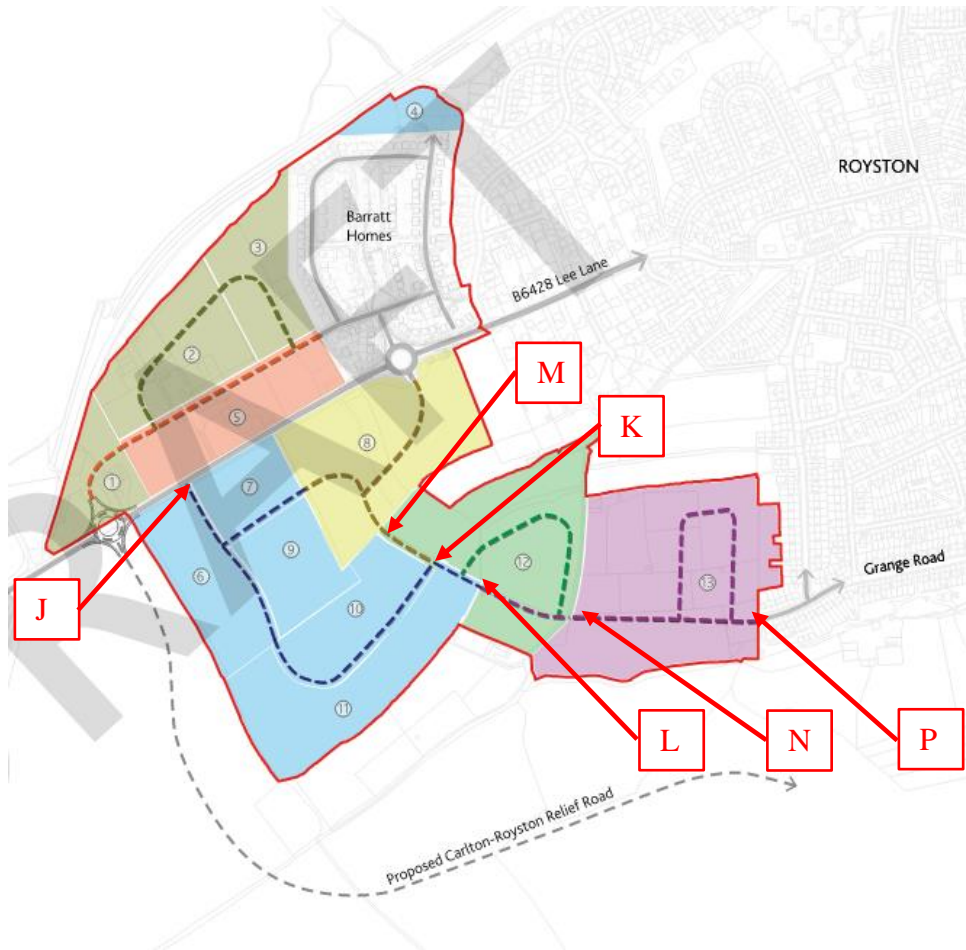 ④
ROYSTON
Barratt
Homes
③
B6428 Lee Lane
②
M
⑤
K
⑧
①
⑦
Grange Road
⑨
⑫
⑥
⑬
J
⑩
⑪
L
N
P
Proposed Carlton-Royston Relief Road
DRAFT